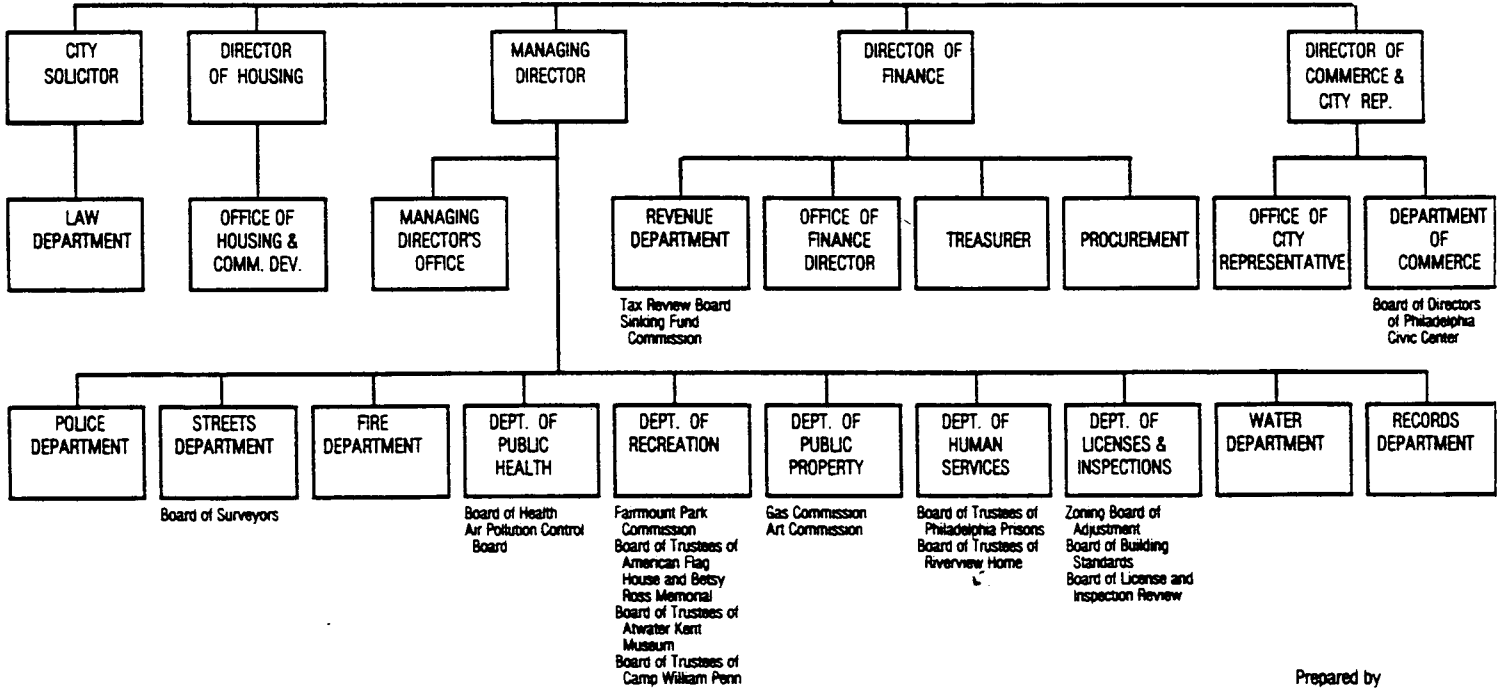 CITY
SOLICITOR
DIRECTOR
OF HOUSING
MANAGING
DIRECTOR
DIRECTOR OF
FINANCE
DIRECTOR OF
COMMERCE &
CITY REP.
LAW
DEPARTMENT
OFFICE OF
HOUSING &
COMM. DEV.
MANAGING
DIRECTOR'S
OFFICE
REVENUE
DEPARTMENT
Tax Review Board
Sinking Fund
Commission
OFFICE OF
FINANCE
DIRECTOR
TREASURER
PROCUREMENT
OFFICE OF
CITY
REPRESENTATIVE
DEPARTMENT
OF
COMMERCE
Board of Directors
of Philadelphia
Civic Center
POLICE
DEPARTMENT
STREETS
DEPARTMENT
Board of Surveyors
FIRE
DEPARTMENT
DEPT. OF
PUBLIC
HEALTH
Board of Health
Air Pollution Control
Board
DEPT. OF
RECREATION
Fairmount Park
Commission
Board of Trustees of
American Flag
House and Betsy
Ross Memorial
Board of Trustees of
Atwater Kent
Museum
Board of Trustees of
Camp William Penn
DEPT. OF
PUBLIC
PROPERTY
Gas Commission
Art Commission
DEPT. OF
HUMAN
SERVICES
Board of Trustees of
Philadelphia Prisons
Board of Trustees of
Riverview Home
DEPT. OF
LICENSES &
INSPECTIONS
Zoning Board of
Adjustment
Board of Building
Standards
Board of License and
Inspection Review
WATER
DEPARTMENT
RECORDS
DEPARTMENT
Prepared by